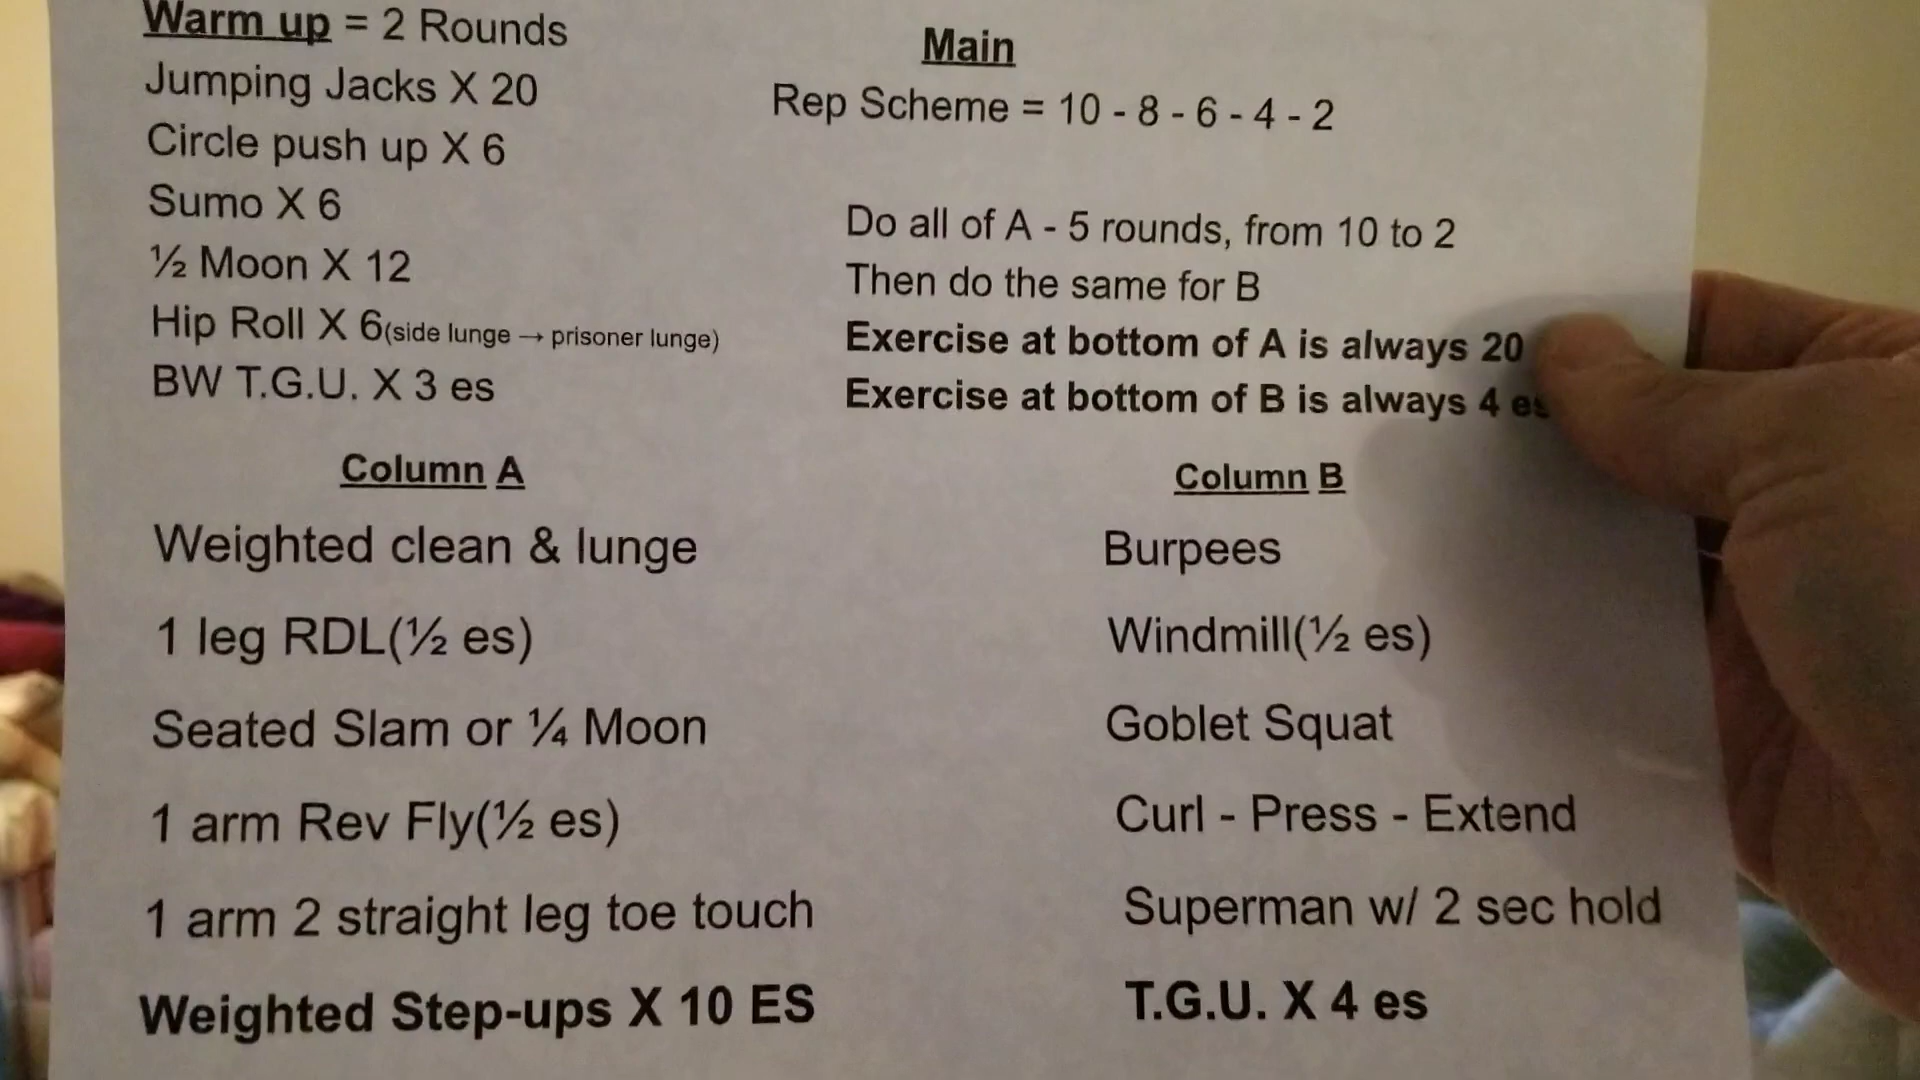 Warm up = 2 Rounds
Jumping Jacks X 20
Circle push up X 6
Sumo X 6
½ Moon X 12
Hip Roll X 6(side lunge → prisoner lunge)
BW T.G.U. X 3 es
Main
Rep Scheme = 10 - 8 - 6 - 4 - 2
Do all of A - 5 rounds, from 10 to 2
Then do the same for B
Exercise at bottom of A is always 20
Exercise at bottom of B is always 4 es
Column A
Weighted clean & lunge
1 leg RDL(½ es)
Seated Slam or ¼ Moon
1 arm Rev Fly(½ es)
1 arm 2 straight leg toe touch
Weighted Step-ups X 10 ES
Column B
Burpees
Windmill(½ es)
Goblet Squat
Curl - Press - Extend
Superman w/ 2 sec hold
T.G.U. X 4 es